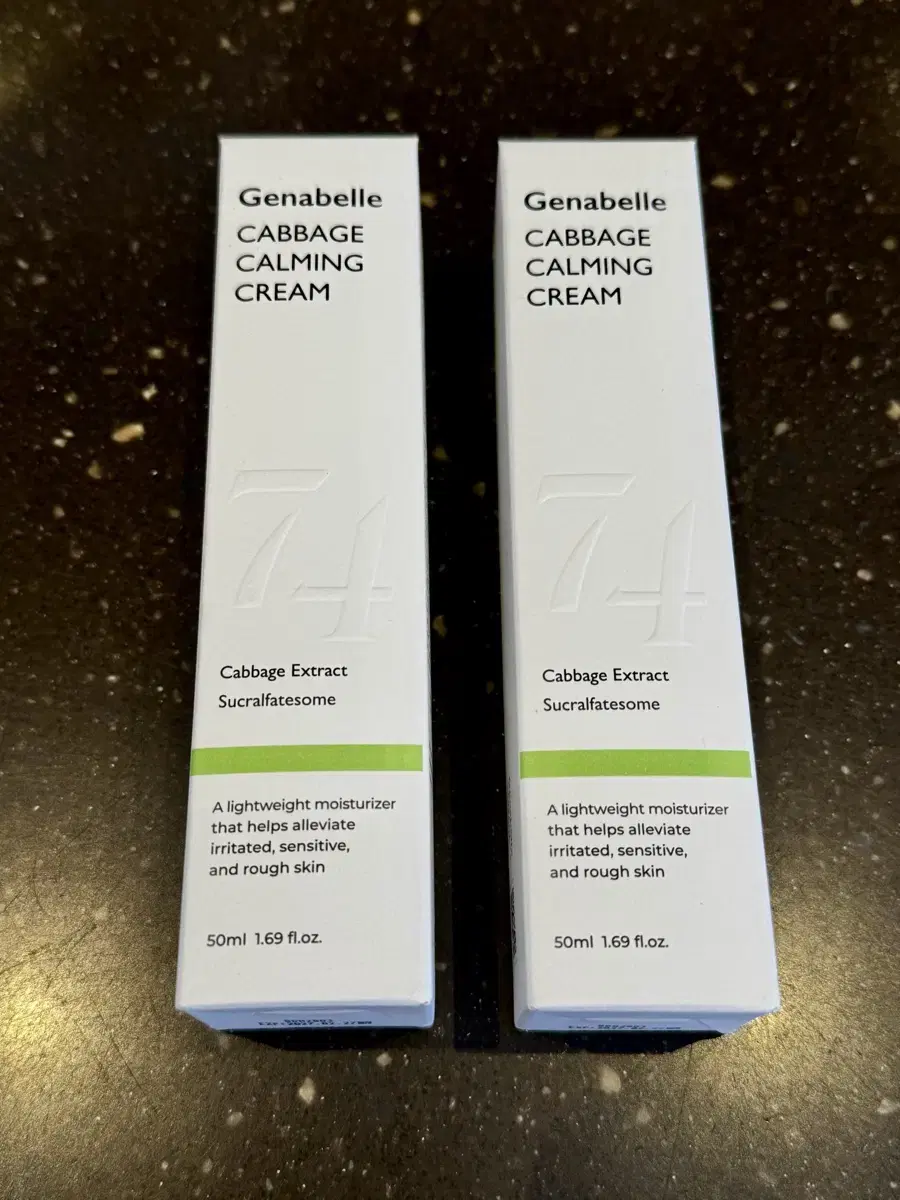 Genabelle
CABBAGE
CALMING
CREAM
74
Cabbage Extract
Sucralfatesome
A lightweight moisturizer
that helps alleviate
irritated, sensitive,
and rough skin
50ml 1.69 fl.oz.
Genabelle
CABBAGE
CALMING
CREAM
74
Cabbage Extract
Sucralfatesome
A lightweight moisturizer
that helps alleviate
irritated, sensitive,
and rough skin
50ml 1.69 fl.oz.